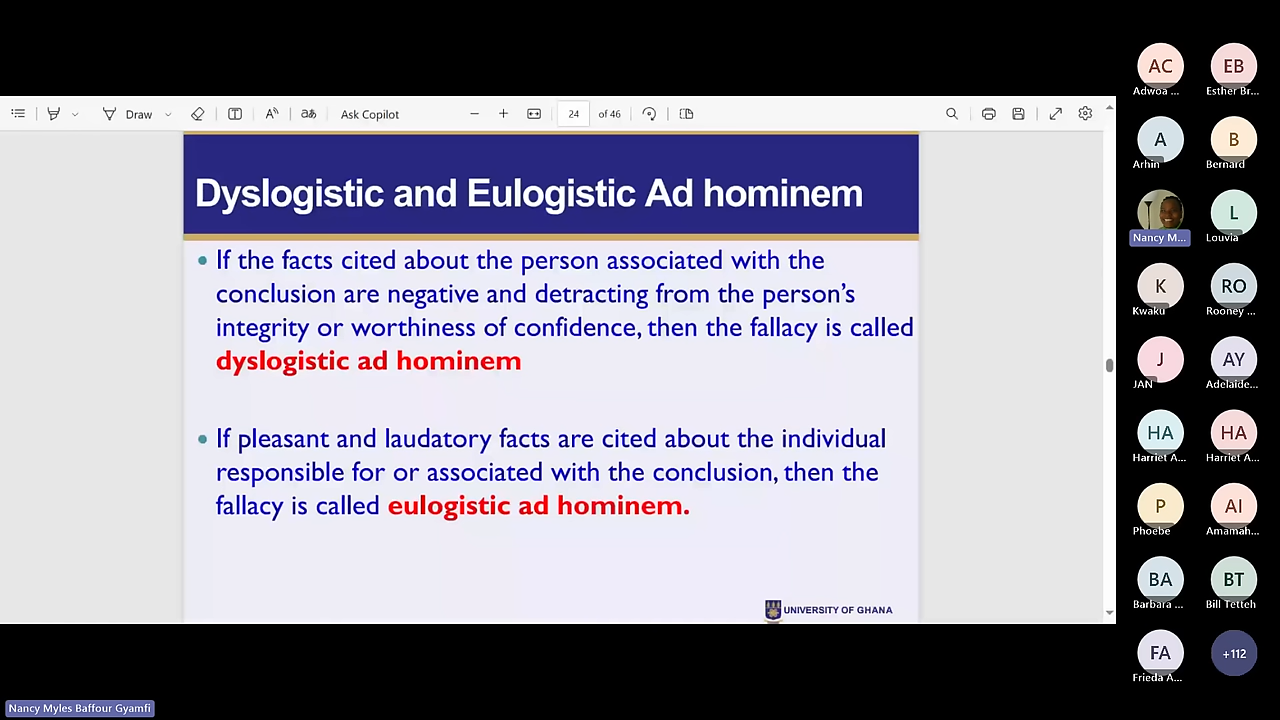 Draw
Ask Copilot
24 of 46
Dyslogistic and Eulogistic Ad hominem
• If the facts cited about the person associated with the
conclusion are negative and detracting from the person's
integrity or worthiness of confidence, then the fallacy is called
dyslogistic ad hominem
• If pleasant and laudatory facts are cited about the individual
responsible for or associated with the conclusion, then the
fallacy is called eulogistic ad hominem.
UNIVERSITY OF GHANA
AC
Adwoa ...
EB
Esther Br...
A
Arhin
B
Bernard
Nancy M...
L
Louvia
K
Kwaku
RO
Rooney ...
J
JAN
AY
Adelaide...
HA
Harriet A...
HA
Harriet A...
P
Phoebe
AI
Amamah...
BA
Barbara ...
BT
Bill Tetteh
FA
Frieda A...
+112
Nancy Myles Baffour Gyamfi